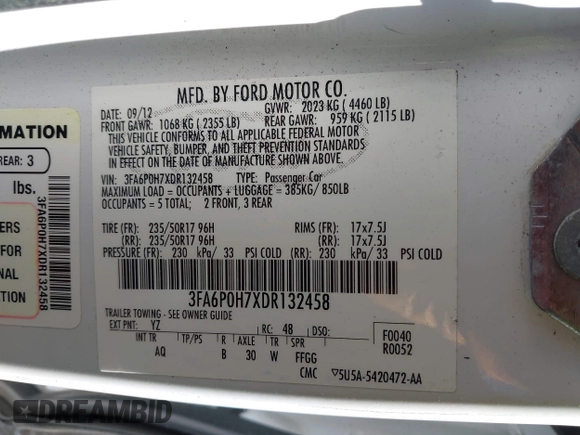 RMATION
REAR: 3
lbs.
ERS
FOR
NAL
N
3FA6P0H7XDR132458
MFD. BY FORD MOTOR CO.
DATE: 09/12 GVWR: 2023 KG ( 4460 LB)
FRONT GAWR: 1068 KG ( 2355 LB) REAR GAWR: 959 KG ( 2115 LB)
THIS VEHICLE CONFORMS TO ALL APPLICABLE FEDERAL MOTOR
VEHICLE SAFETY, BUMPER, AND THEFT PREVENTION STANDARDS
IN EFFECT ON THE DATE OF MANUFACTURE SHOWN ABOVE.
VIN: 3FA6P0H7XDR132458 TYPE: Passenger Car
MAXIMUM LOAD = OCCUPANTS + LUGGAGE = 385KG/ 850LB
OCCUPANTS = 5 TOTAL; 2 FRONT, 3 REAR
TIRE (FR): 235/50R17 96H RIMS (FR): 17x7.5J
(RR): 235/50R17 96H (RR): 17x7.5J
PRESSURE (FR): 230 kPa/ 33 PSI COLD (RR): 230 kPa/ 33 PSI COLD
3FA6P0H7XDR132458
TRAILER TOWING - SEE OWNER GUIDE
EXT PNT: YZ RC: 48 DSO: F0040
INT TR TP/PS R AXLE TR SPR R0052
AQ B 30 W FFGG
CMC 5U5A-5420472-AA
DREAMBID